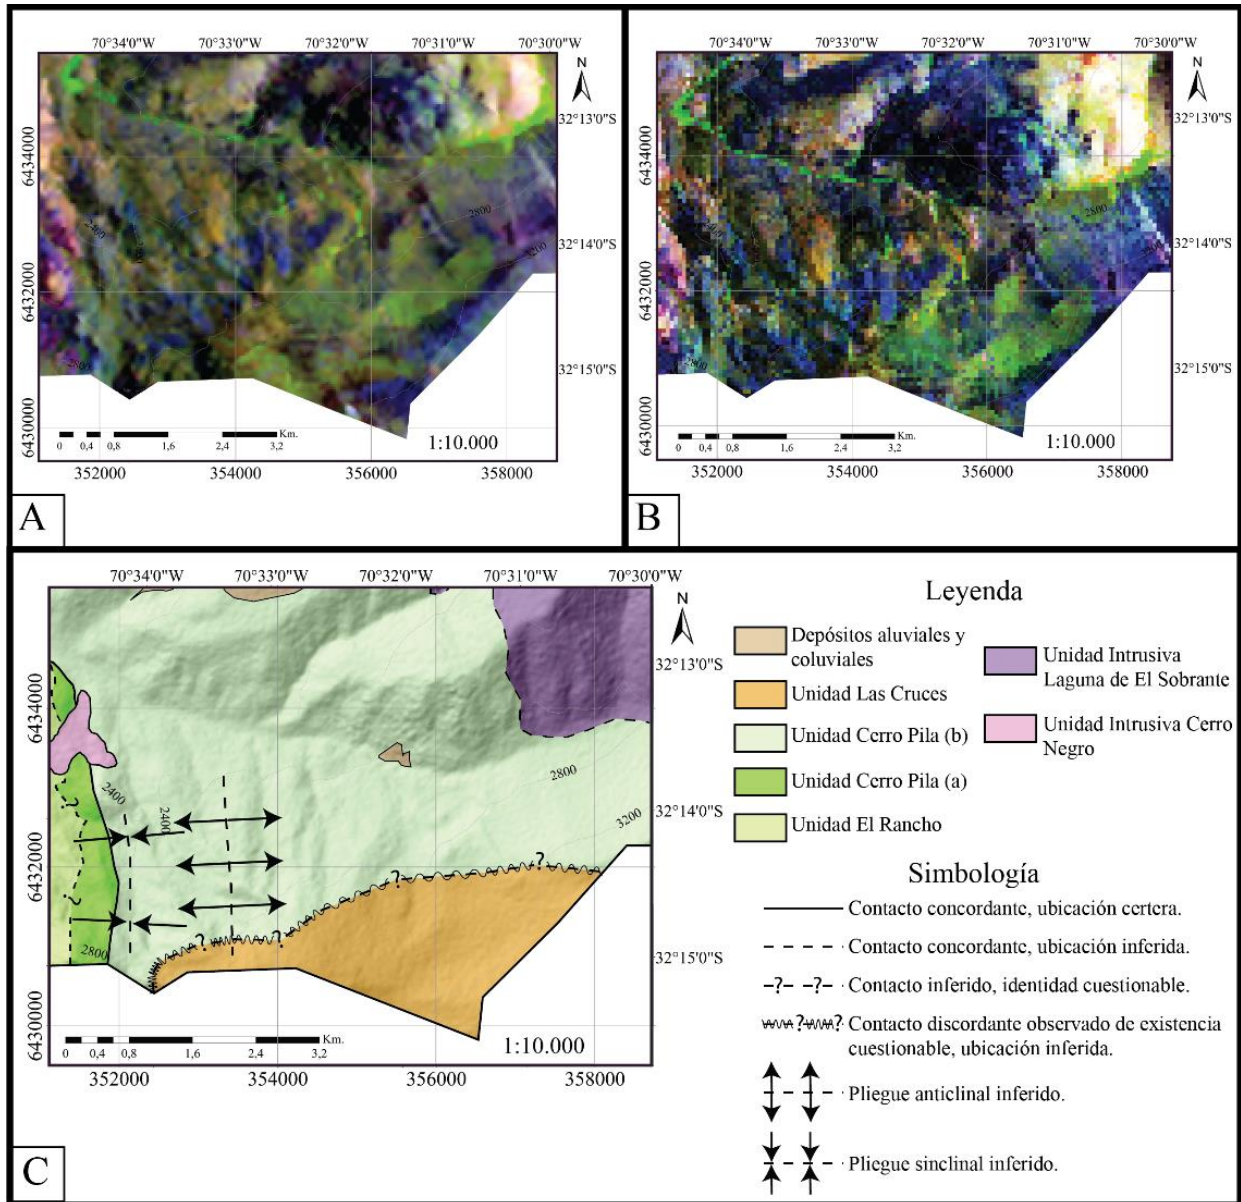 70°34'0"W 70°33'0"W 70°32'0"W 70°31'0"W 70°30'0"W
N
32°13'0"S
6434000
2800
2400
3200
32°14'0"S
6432000
2800
32°15'0"S
6430000
Km.
0 0,4 0,8 1,6 2,4 3,2
1:10.000
352000 354000 356000 358000
A
70°34'0"W 70°33'0"W 70°32'0"W 70°31'0"W 70°30'0"W
N
32°13'0"S
6434000
2800
2400
3200
32°14'0"S
6432000
2800
32°15'0"S
6430000
Km.
0 0,4 0,8 1,6 2,4 3,2
1:10.000
352000 354000 356000 358000
B
70°34'0"W 70°33'0"W 70°32'0"W 70°31'0"W 70°30'0"W
N
32°13'0"S
6434000
2800
2400
2400
3200
32°14'0"S
?
6432000
?
?
?
?
?
2800
32°15'0"S
6430000
Km.
0 0,4 0,8 1,6 2,4 3,2
1:10.000
352000 354000 356000 358000
C
Leyenda
Depósitos aluviales y
coluviales
Unidad Las Cruces
Unidad Cerro Pila (b)
Unidad Cerro Pila (a)
Unidad El Rancho
Unidad Intrusiva
Laguna de El Sobrante
Unidad Intrusiva Cerro
Negro
Simbología
Contacto concordante, ubicación certera.
Contacto concordante, ubicación inferida.
-?- -?- Contacto inferido, identidad cuestionable.
? ? Contacto discordante observado de existencia
cuestionable, ubicación inferida.
Pliegue anticlinal inferido.
Pliegue sinclinal inferido.